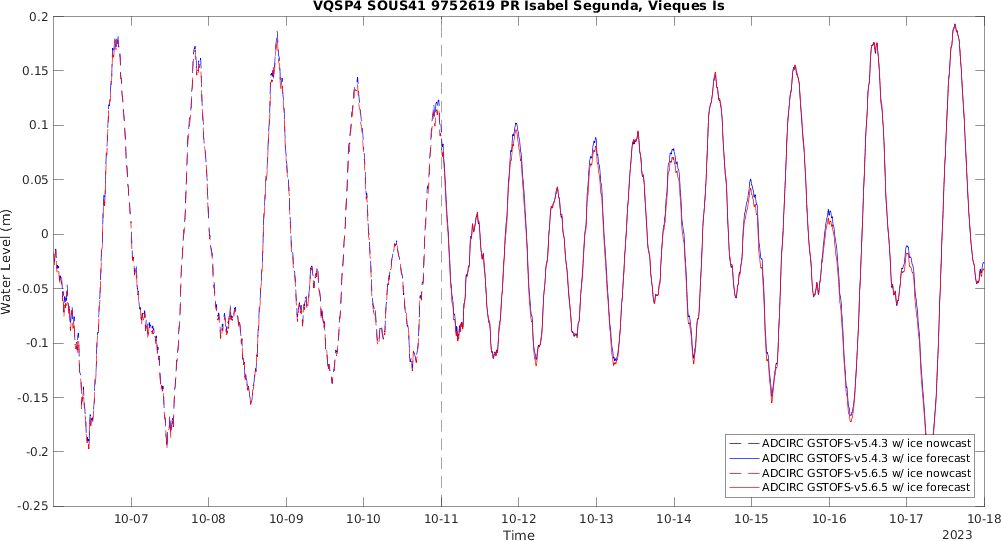 VQSP4 SOUS41 9752619 PR Isabel Segunda, Vieques Is
0.2
0.15
0.1
0.05
0
-0.05
-0.1
-0.15
-0.2
-0.25
Water Level (m)
ADCIRC GSTOFS-v5.4.3 w/ ice nowcast
ADCIRC GSTOFS-v5.4.3 w/ ice forecast
ADCIRC GSTOFS-v5.6.5 w/ ice nowcast
ADCIRC GSTOFS-v5.6.5 w/ ice forecast
10-07 10-08 10-09 10-10 10-11 10-12 10-13 10-14 10-15 10-16 10-17 10-18
Time
2023